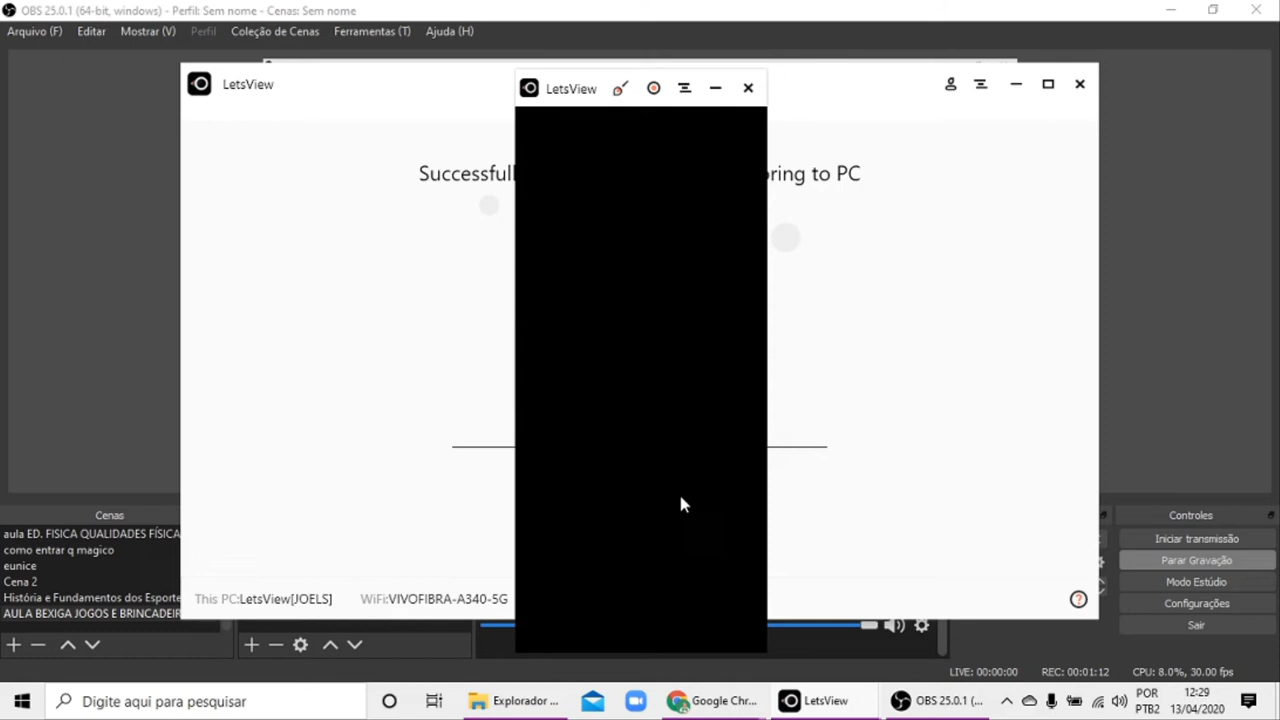 OBS 25.0.1 (64-bit, windows) - Perfil: Sem nome - Cenas: Sem nome
Arquivo (F) Editar Mostrar (V) Perfil Coleção de Cenas Ferramentas (T) Ajuda (H)
LetsView
LetsView
Successfull
oring to PC
This PC:LetsView[JOELS] WiFi:VIVOFIBRA-A340-5G
Cenas
aula ED. FISICA QUALIDADES FÍSICA
como entrar q magico
eunice
Cena 2
História e Fundamentos dos Esporte
AULA BEXIGA JOGOS E BRINCADEIR
Controles
Iniciar transmissão
Parar Gravação
Modo Estúdio
Configurações
Sair
LIVE: 00:00:00 REC: 00:01:12 CPU: 8.0%, 30.00 fps
Digite aqui para pesquisar
Explorador ...
Google Chr...
LetsView
OBS 25.0.1 (...
POR
PTB2
12:29
13/04/2020